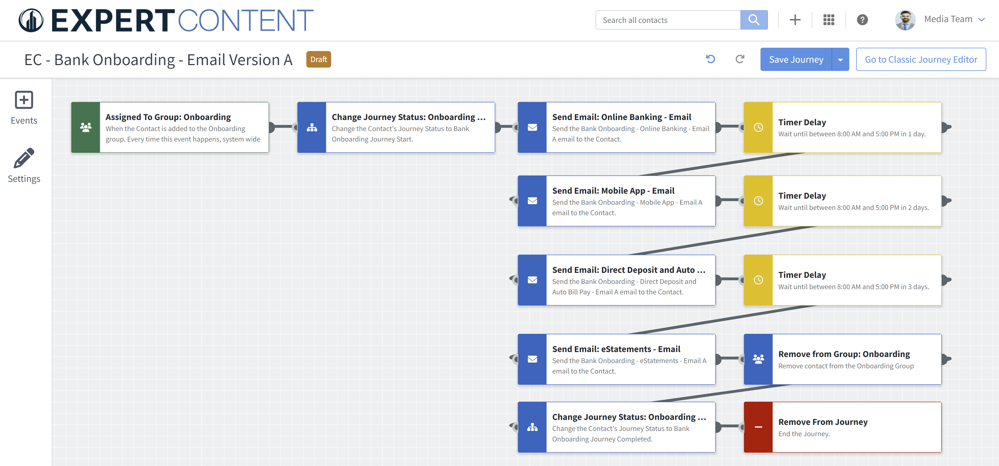 EXPERTCONTENT
Search all contacts
Media Team
EC - Bank Onboarding - Email Version A
Draft
Save Journey
Go to Classic Journey Editor
Events
Settings
Assigned To Group: Onboarding
When the Contact is added to the Onboarding
group. Every time this event happens, system wide
Change Journey Status: Onboarding ...
Change the Contact's Journey Status to Bank
Onboarding Journey Start.
Send Email: Online Banking - Email
Send the Bank Onboarding - Online Banking - Email
A email to the Contact.
Timer Delay
Wait until between 8:00 AM and 5:00 PM in 1 day.
Send Email: Mobile App - Email
Send the Bank Onboarding - Mobile App - Email A
email to the Contact.
Timer Delay
Wait until between 8:00 AM and 5:00 PM in 2 days.
Send Email: Direct Deposit and Auto ...
Send the Bank Onboarding - Direct Deposit and
Auto Bill Pay - Email A email to the Contact.
Timer Delay
Wait until between 8:00 AM and 5:00 PM in 3 days.
Send Email: eStatements - Email
Send the Bank Onboarding - eStatements - Email A
email to the Contact.
Remove from Group: Onboarding
Remove contact from the Onboarding Group
Change Journey Status: Onboarding ...
Change the Contact's Journey Status to Bank
Onboarding Journey Completed.
Remove From Journey
End the Journey.